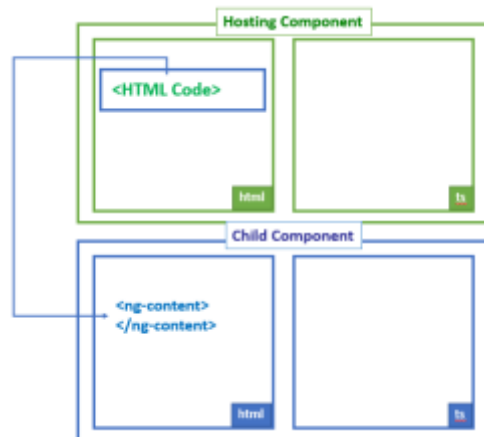 Hosting Component
<HTML Code>
html
ts
Child Component
<ng-content>
</ng-content>
html
ts